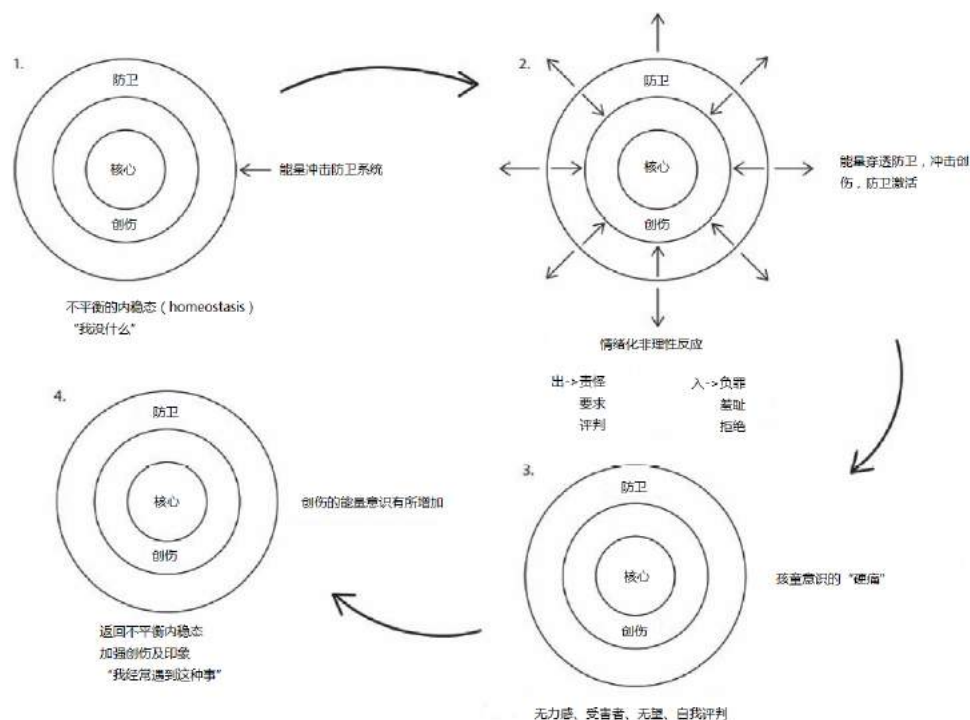 1.
防卫
核心
创伤
能量冲击防卫系统
不平衡的内稳态（homeostasis）
“我没什么”
2.
防卫
核心
创伤
能量穿透防卫，冲击创
伤，防卫激活
情绪化非理性反应
出->责怪
要求
评判
入->负罪
羞耻
拒绝
3.
防卫
核心
创伤
孩童意识的“硬痛”
无力感、受害者、无望、自我评判
4.
防卫
核心
创伤
创伤的能量意识有所增加
返回不平衡内稳态
加强创伤及印象
“我经常遇到这种事”